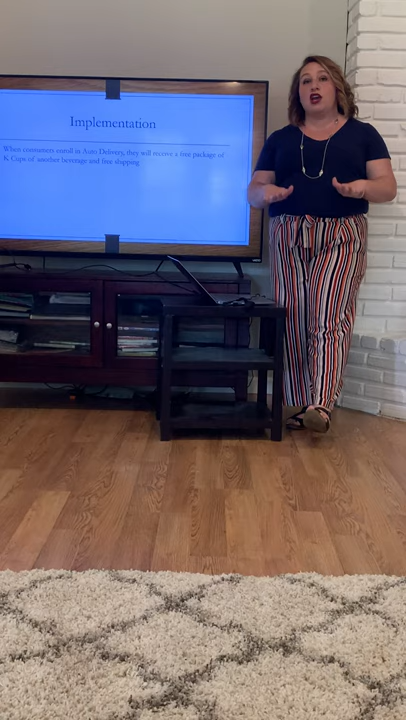 Implementation
When consumers enroll in Auto Delivery, they will receive a free package of
K Cups of another beverage and free shipping